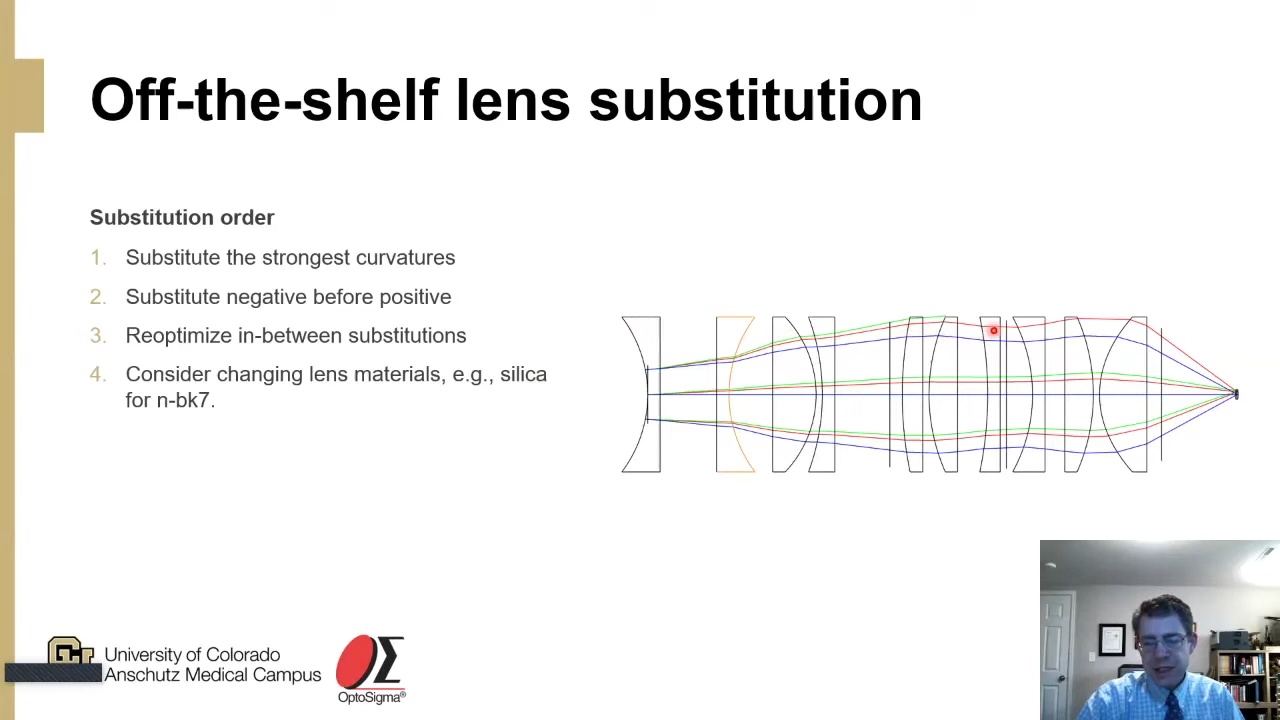 Off-the-shelf lens substitution
Substitution order
1. Substitute the strongest curvatures
2. Substitute negative before positive
3. Reoptimize in-between substitutions
4. Consider changing lens materials, e.g., silica
for n-bk7.
University of Colorado
Anschutz Medical Campus
OptoSigma®